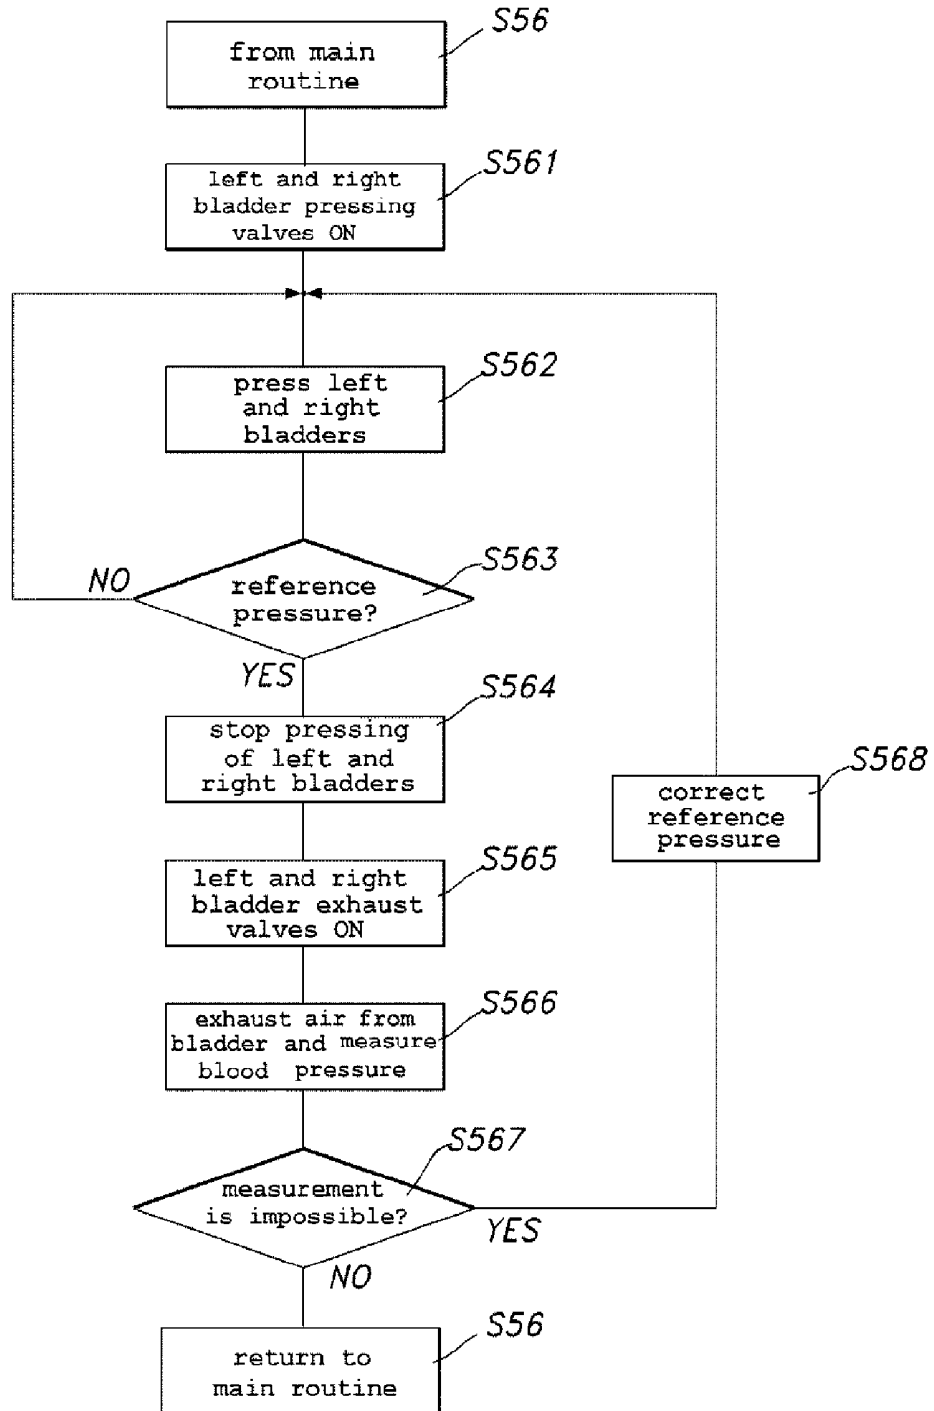 S56
from main
routine
S561
left and right
bladder pressing
valves ON
S562
press left
and right
bladders
S563
reference
pressure?
NO
YES
S564
stop pressing
of left and
right bladders
S568
correct
reference
pressure
S565
left and right
bladder exhaust
valves ON
S566
exhaust air from
bladder and measure
blood pressure
S567
measurement
is impossible?
YES
NO
S56
return to
main routine